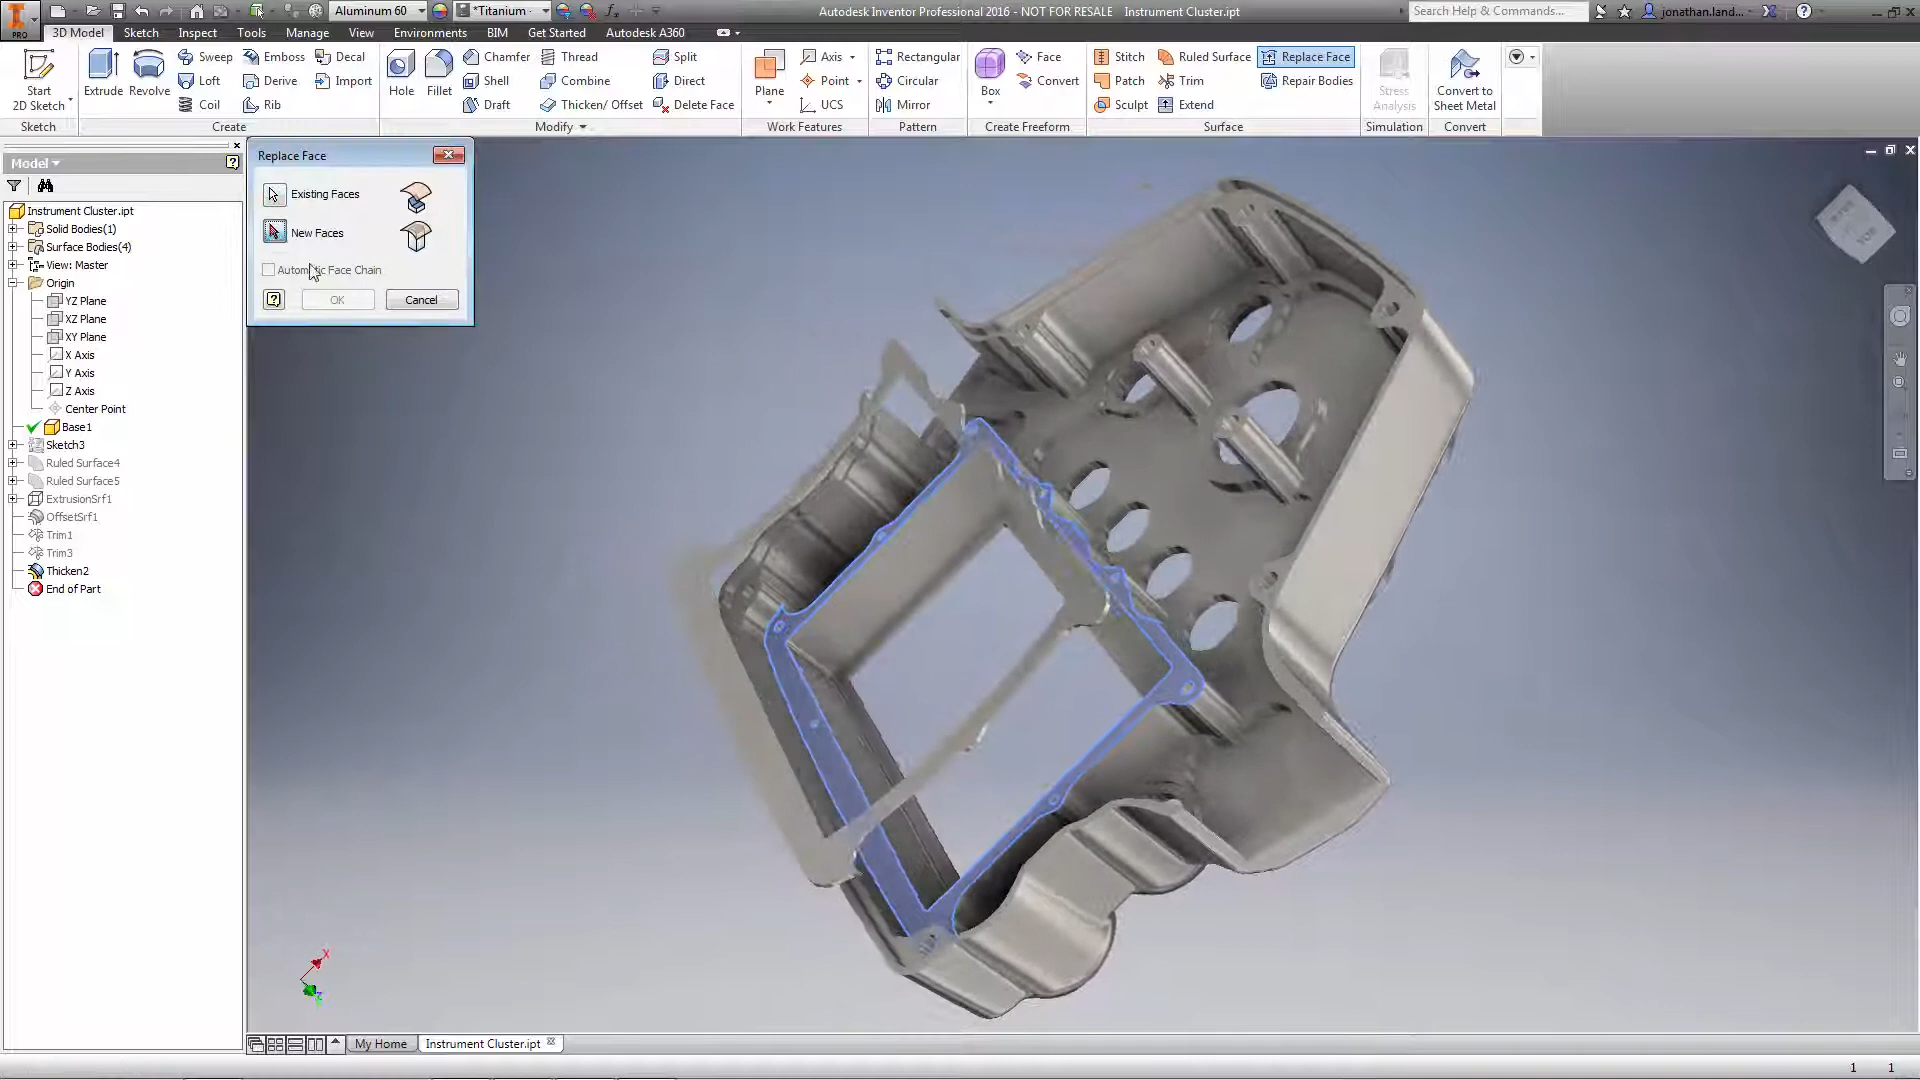 PRO
Aluminum 60
*Titanium
Autodesk Inventor Professional 2016 - NOT FOR RESALE Instrument Cluster.ipt
Search Help & Commands...
jonathan.land...
3D Model Sketch Inspect Tools Manage View Environments BIM Get Started Autodesk A360
Start
2D Sketch
Extrude
Revolve
Sweep
Loft
Coil
Emboss
Derive
Rib
Decal
Import
Hole
Fillet
Chamfer
Shell
Draft
Thread
Combine
Thicken/ Offset
Split
Direct
Delete Face
Plane
Axis
Point
UCS
Rectangular
Circular
Mirror
Box
Face
Convert
Stitch
Patch
Sculpt
Ruled Surface
Trim
Extend
Replace Face
Repair Bodies
Stress
Analysis
Convert to
Sheet Metal
Sketch
Create
Modify
Work Features
Pattern
Create Freeform
Surface
Simulation
Convert
Model
Instrument Cluster.ipt
Solid Bodies(1)
Surface Bodies(4)
View: Master
Origin
YZ Plane
XZ Plane
XY Plane
X Axis
Y Axis
Z Axis
Center Point
Base1
Sketch3
Ruled Surface4
Ruled Surface5
ExtrusionSrf1
OffsetSrf1
Trim1
Trim3
Thicken2
End of Part
Replace Face
Existing Faces
New Faces
Automatic Face Chain
OK
Cancel
X
My Home
Instrument Cluster.ipt
1 1